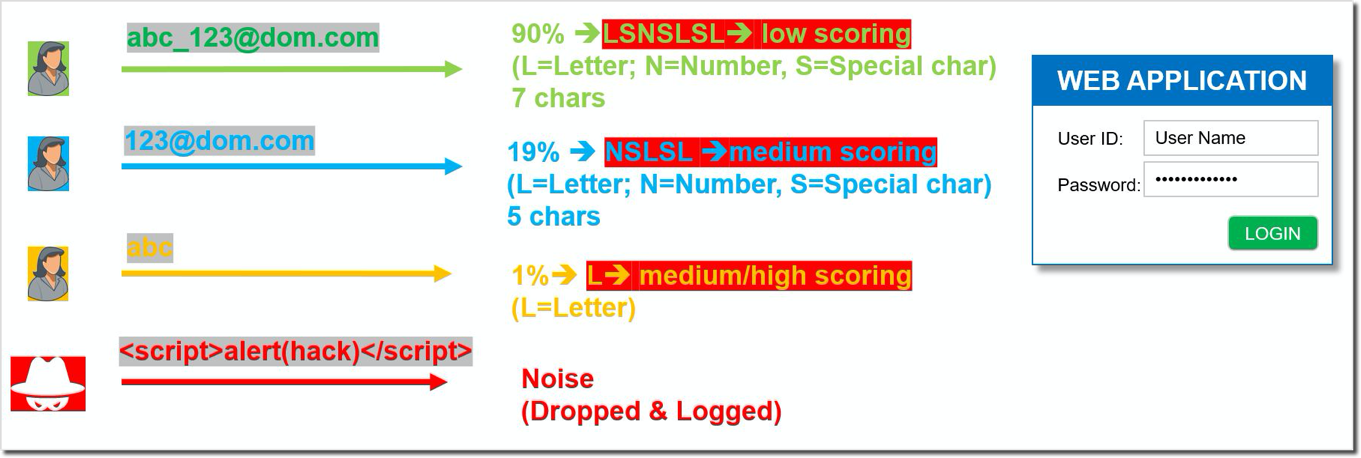 abc_123@dom.com
90% ➔LSNSLSL➔ low scoring
(L=Letter; N=Number, S=Special char)
7 chars
123@dom.com
19% ➔ NSLSL ➔medium scoring
(L=Letter; N=Number, S=Special char)
5 chars
abc
1%➔ L➔ medium/high scoring
(L=Letter)
<script>alert(hack)</script>
Noise
(Dropped & Logged)
WEB APPLICATION
User ID: User Name
Password: •••••••••••••
LOGIN